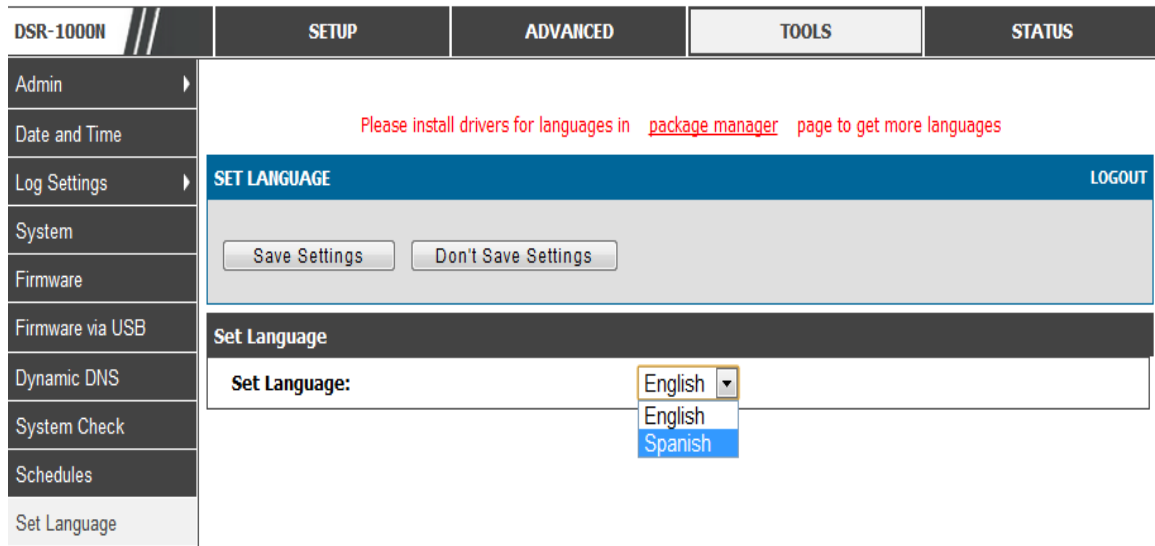 DSR-1000N SETUP ADVANCED TOOLS STATUS
Admin
Date and Time
Log Settings
System
Firmware
Firmware via USB
Dynamic DNS
System Check
Schedules
Set Language
Please install drivers for languages in package manager page to get more languages
SET LANGUAGE LOGOUT
Save Settings Don't Save Settings
Set Language
Set Language: English
English
Spanish